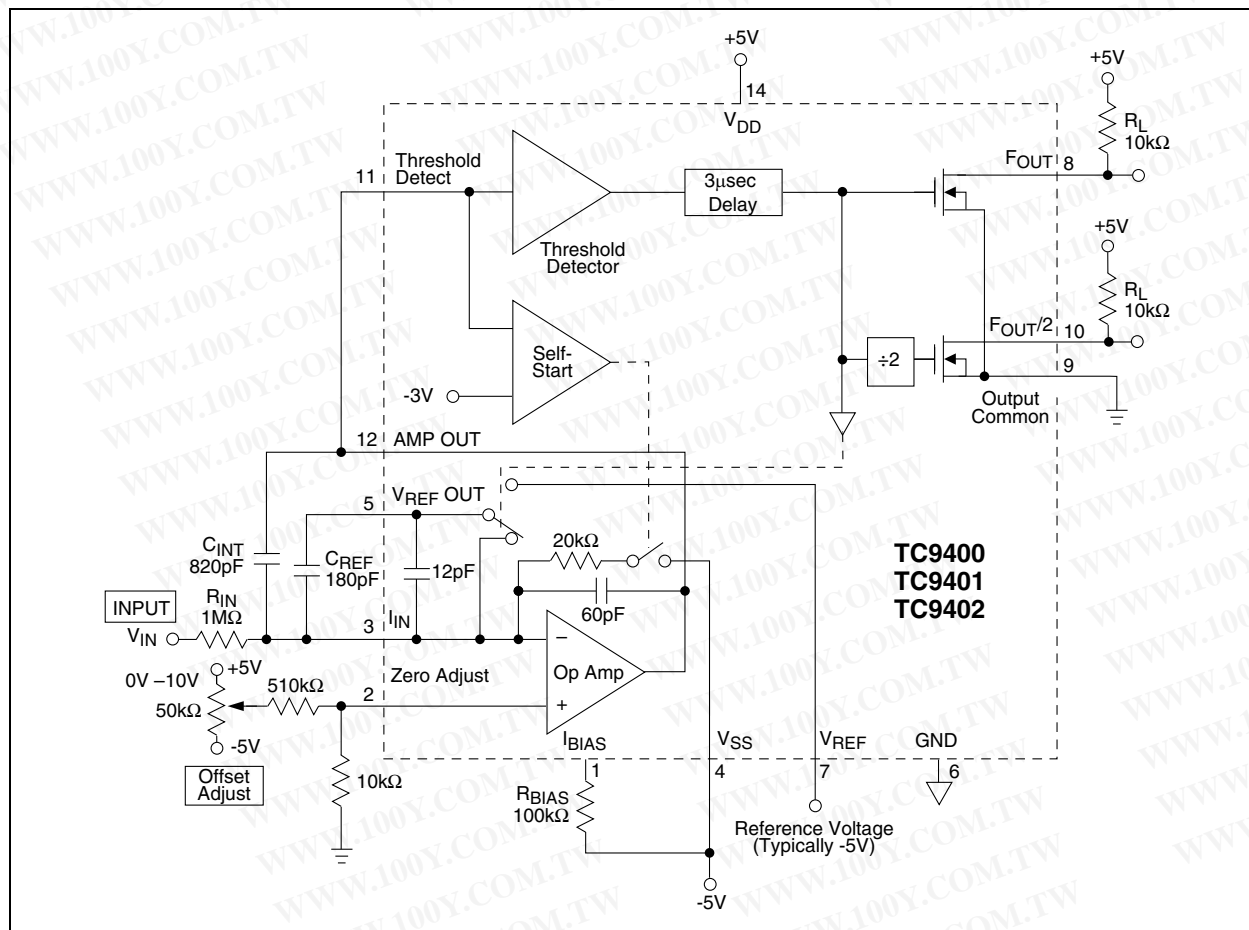 +5V
14
V_DD
+5V
R_L
10kΩ
F_OUT 8
11
Threshold
Detect
3µsec
Delay
Threshold
Detector
+5V
R_L
10kΩ
F_OUT/2 10
÷2
9
Output
Common
Self-
Start
-3V
12 AMP OUT
5 V_REF OUT
C_INT
820pF
C_REF
180pF
12pF
20kΩ
60pF
TC9400
TC9401
TC9402
INPUT
R_IN
1MΩ
V_IN
3
I_IN
–
Op Amp
+
Zero Adjust
2
0V –10V
+5V
50kΩ
510kΩ
-5V
Offset
Adjust
10kΩ
I_BIAS
1
R_BIAS
100kΩ
V_SS
4
V_REF
7
GND
6
Reference Voltage
(Typically -5V)
-5V
WWW.100Y.COM.TW